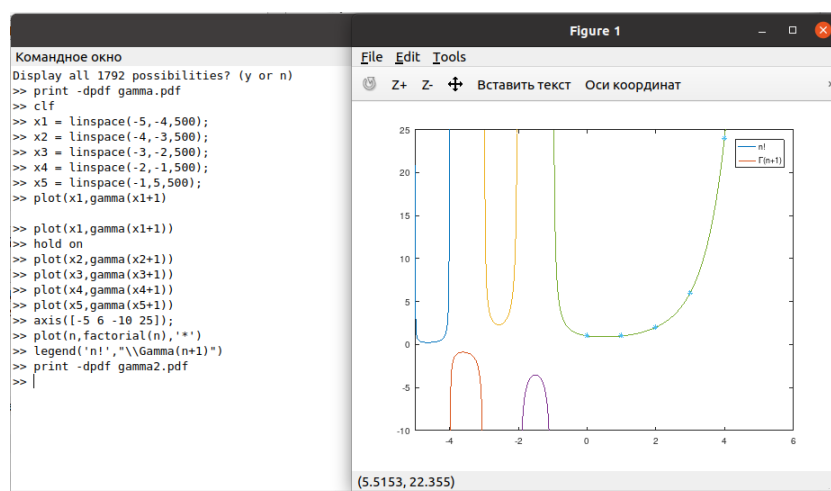 Командное окно
Display all 1792 possibilities? (y or n)
>> print -dpdf gamma.pdf
>> clf
>> x1 = linspace(-5,-4,500);
>> x2 = linspace(-4,-3,500);
>> x3 = linspace(-3,-2,500);
>> x4 = linspace(-2,-1,500);
>> x5 = linspace(-1,5,500);
>> plot(x1,gamma(x1+1)
>> plot(x1,gamma(x1+1))
>> hold on
>> plot(x2,gamma(x2+1))
>> plot(x3,gamma(x3+1))
>> plot(x4,gamma(x4+1))
>> plot(x5,gamma(x5+1))
>> axis([-5 6 -10 25]);
>> plot(n,factorial(n),'*')
>> legend('n!',"\\Gamma(n+1)")
>> print -dpdf gamma2.pdf
>>
Figure 1
File Edit Tools
Z+ Z- Вставить текст Оси координат
25
20
15
10
5
0
-5
-10
-4 -2 0 2 4 6
n!
Γ(n+1)
(5.5153, 22.355)